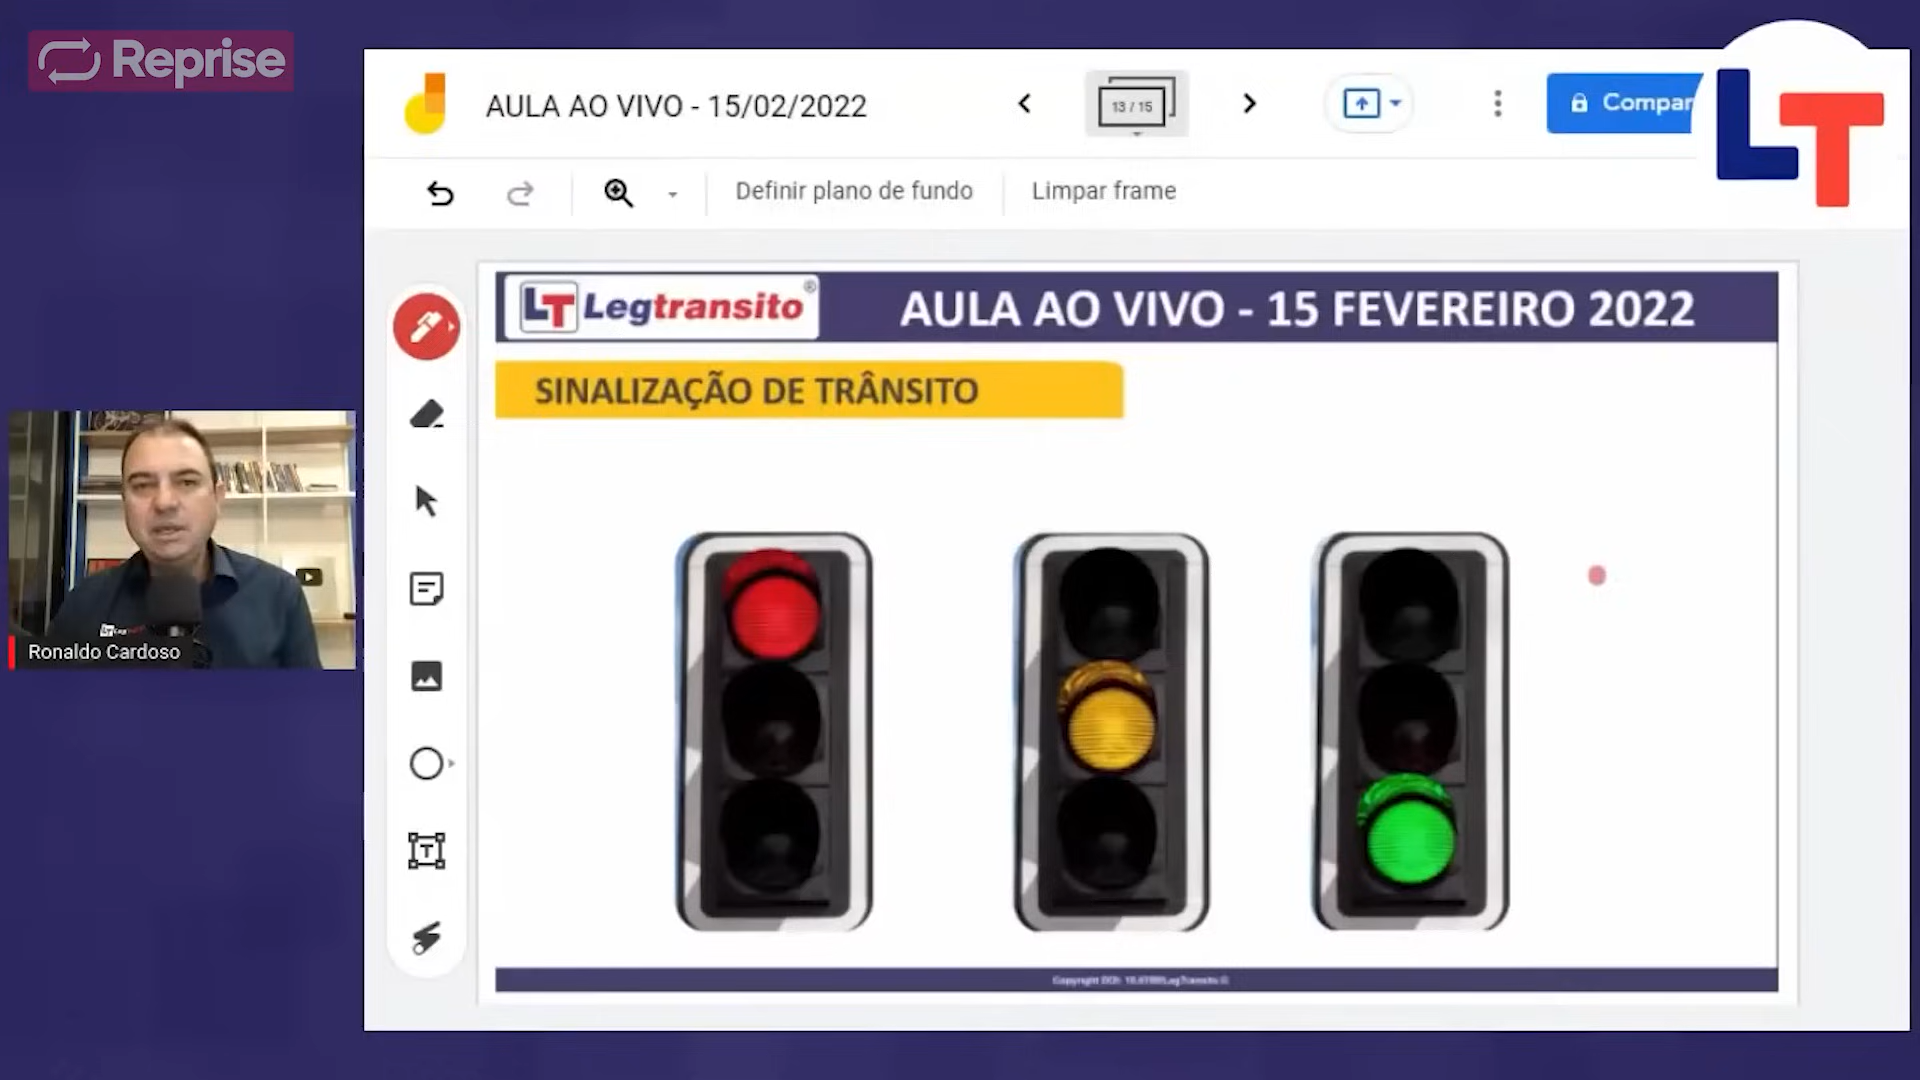 Reprise
AULA AO VIVO - 15/02/2022
13 / 15
Compar
LT
Definir plano de fundo
Limpar frame
LT Legtransito®
AULA AO VIVO - 15 FEVEREIRO 2022
SINALIZAÇÃO DE TRÂNSITO
Ronaldo Cardoso